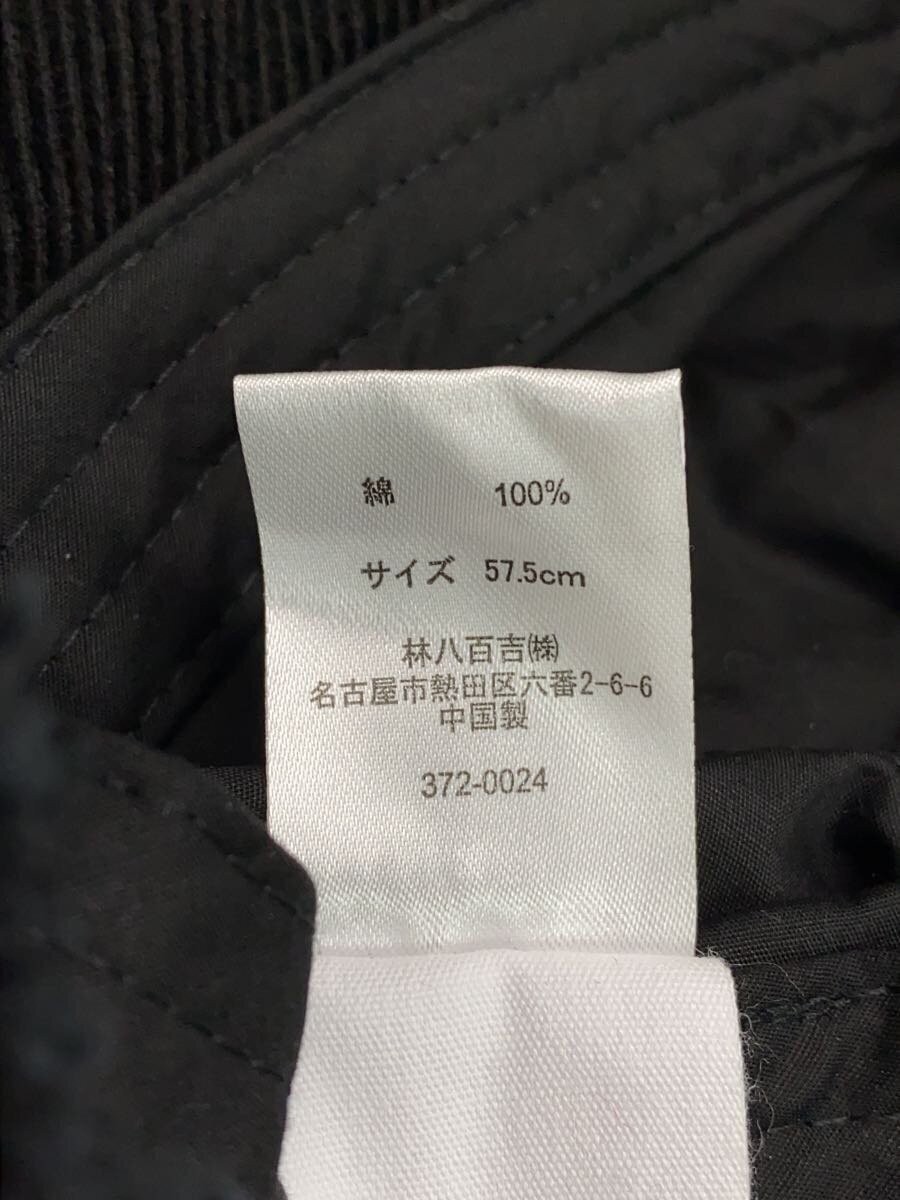 綿 100%
サイズ 57.5cm
林八百吉㈱
名古屋市熱田区六番2-6-6
中国製
372-0024